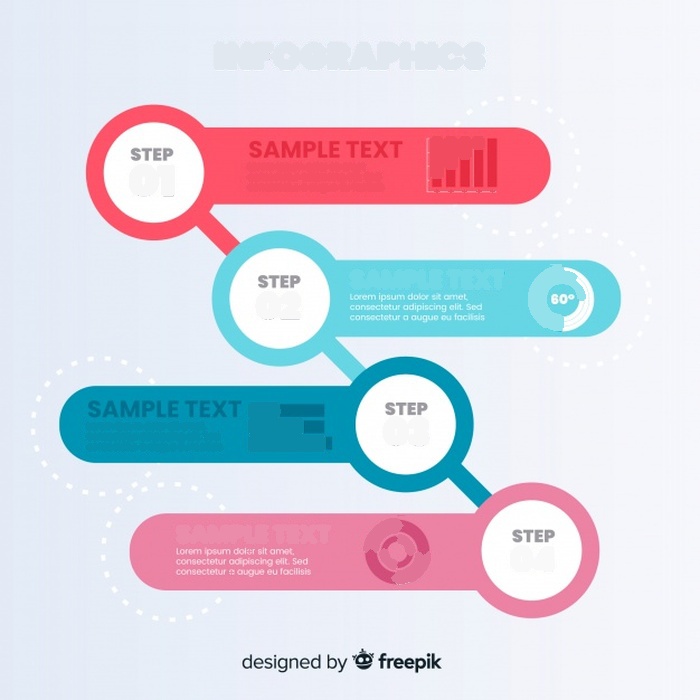 INFOGRAPHICS
STEP
01
SAMPLE TEXT
STEP
02
SAMPLE TEXT
Lorem ipsum dolor sit amet,
consectetur adipiscing elit. Sed
consectetur a augue eu facilisis
60°
SAMPLE TEXT
STEP
03
SAMPLE TEXT
Lorem ipsum dolor sit amet,
consectetur adipiscing elit. Sed
consectetur a augue eu facilisis
STEP
04
designed by freepik